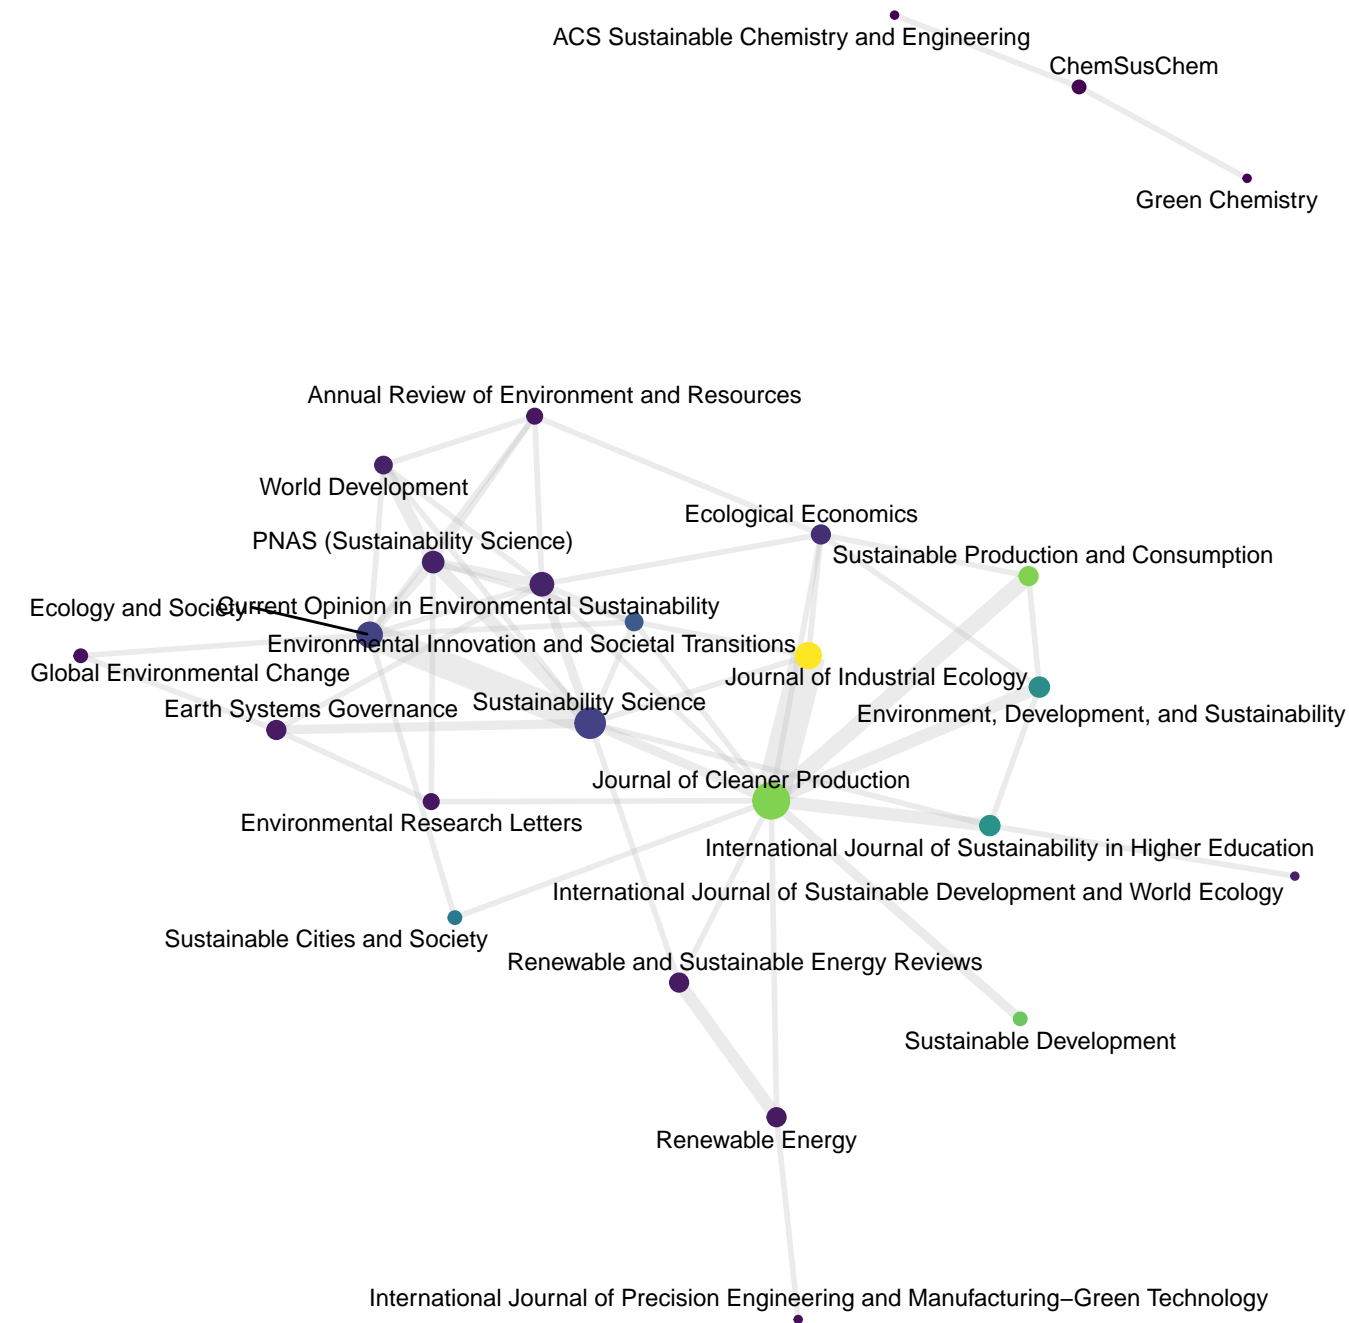 ACS Sustainable Chemistry and Engineering
ChemSusChem
Green Chemistry
Annual Review of Environment and Resources
World Development
Ecological Economics
PNAS (Sustainability Science)
Sustainable Production and Consumption
Ecology and Society
Current Opinion in Environmental Sustainability
Environmental Innovation and Societal Transitions
Global Environmental Change
Journal of Industrial Ecology
Earth Systems Governance
Sustainability Science
Environment, Development, and Sustainability
Journal of Cleaner Production
Environmental Research Letters
International Journal of Sustainability in Higher Education
International Journal of Sustainable Development and World Ecology
Sustainable Cities and Society
Renewable and Sustainable Energy Reviews
Sustainable Development
Renewable Energy
International Journal of Precision Engineering and Manufacturing−Green Technology